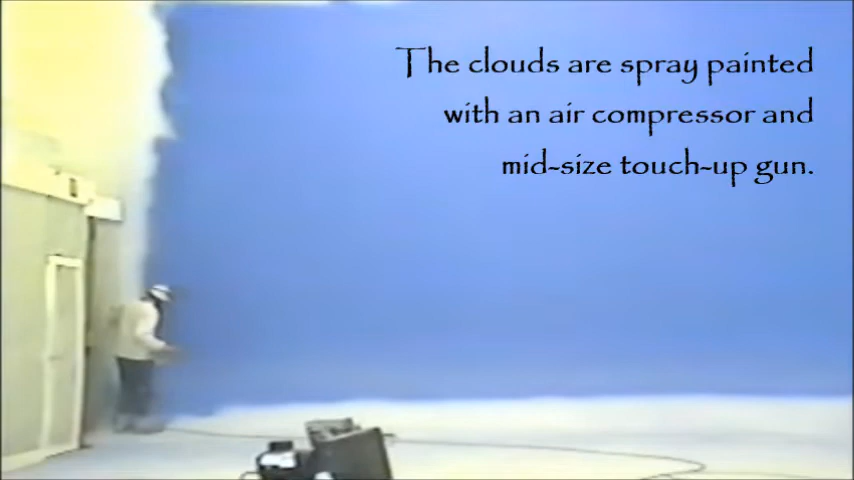 The clouds are spray painted
with an air compressor and
mid-size touch-up gun.